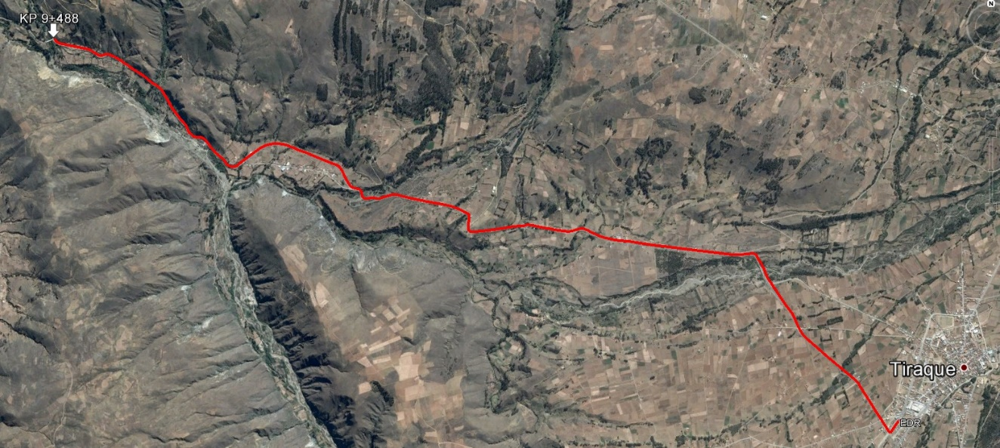 KP 9+488
N
Tiraque
EDR